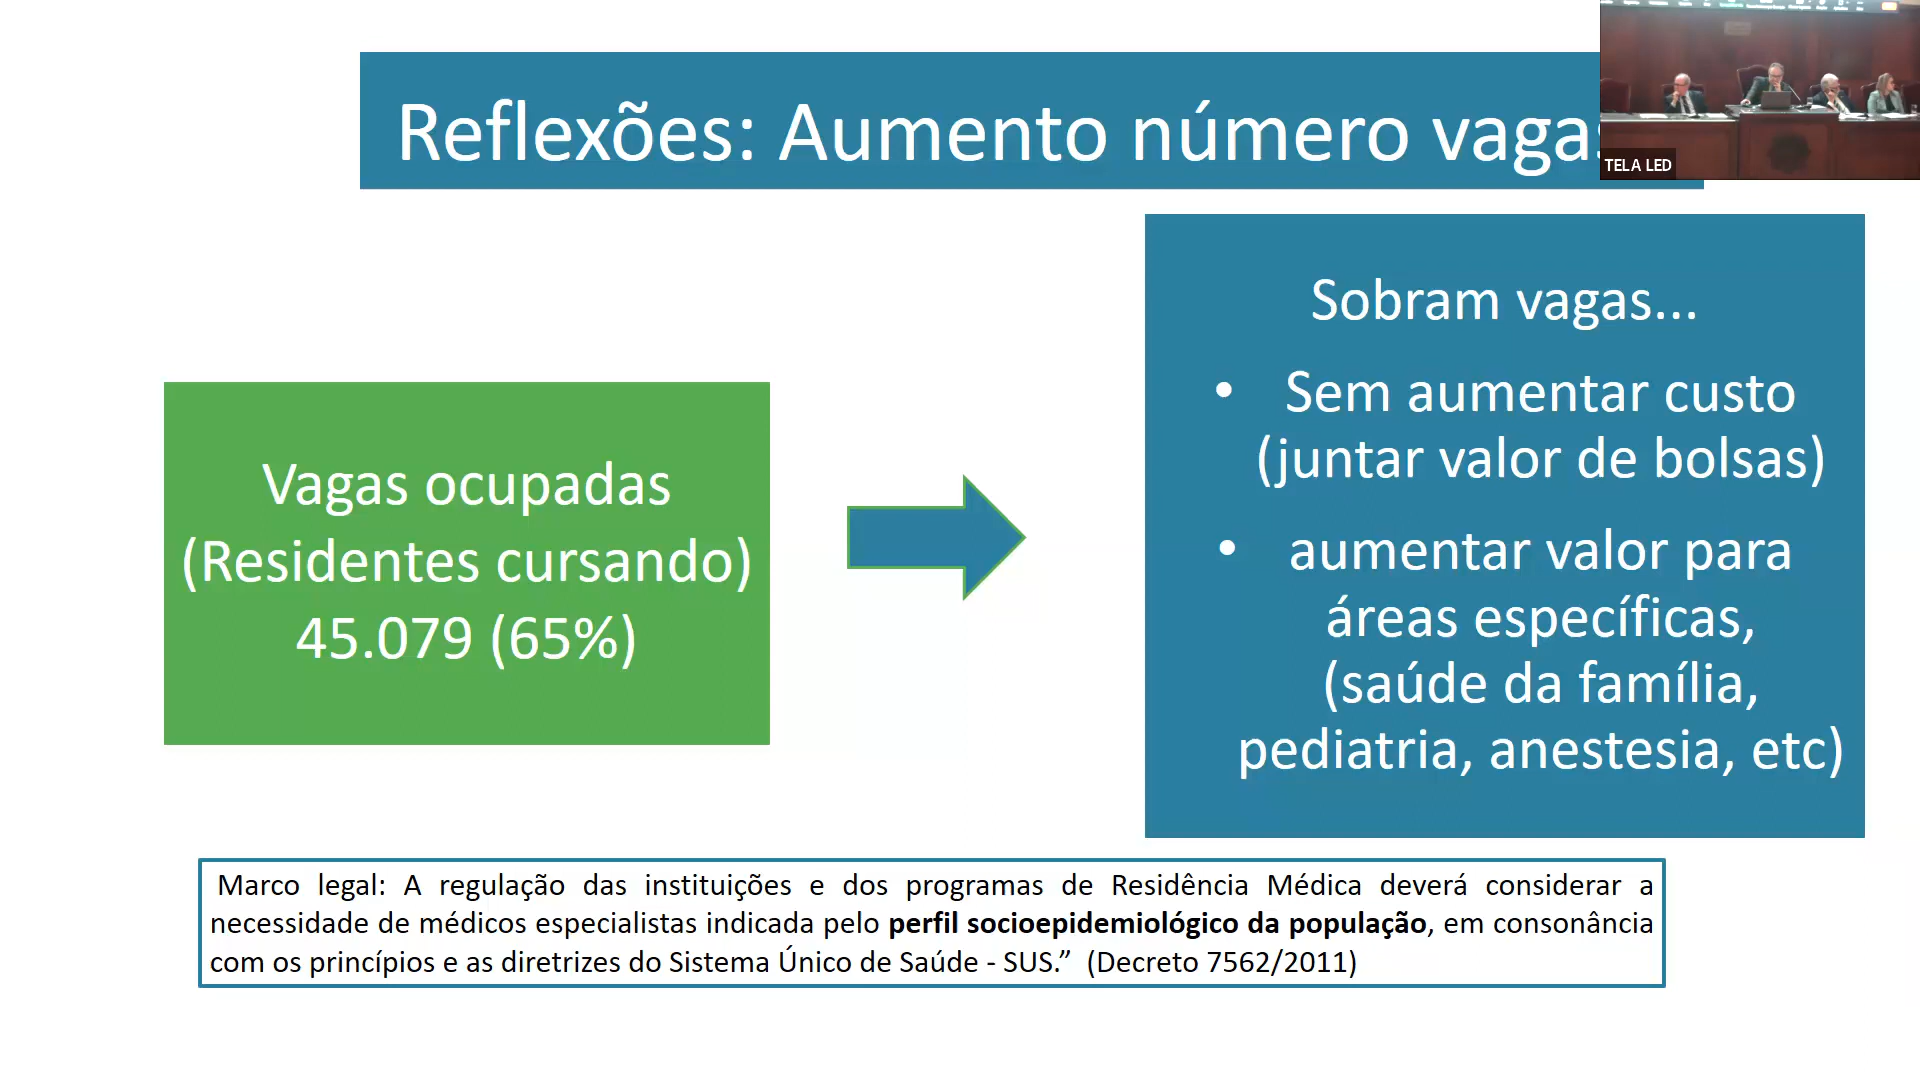 Reflexões: Aumento número vagas
TELA LED
Sobram vagas...
• Sem aumentar custo
(juntar valor de bolsas)
• aumentar valor para
áreas específicas,
(saúde da família,
pediatria, anestesia, etc)
Vagas ocupadas
(Residentes cursando)
45.079 (65%)
Marco legal: A regulação das instituições e dos programas de Residência Médica deverá considerar a
necessidade de médicos especialistas indicada pelo perfil socioepidemiológico da população, em consonância
com os princípios e as diretrizes do Sistema Único de Saúde - SUS.” (Decreto 7562/2011)